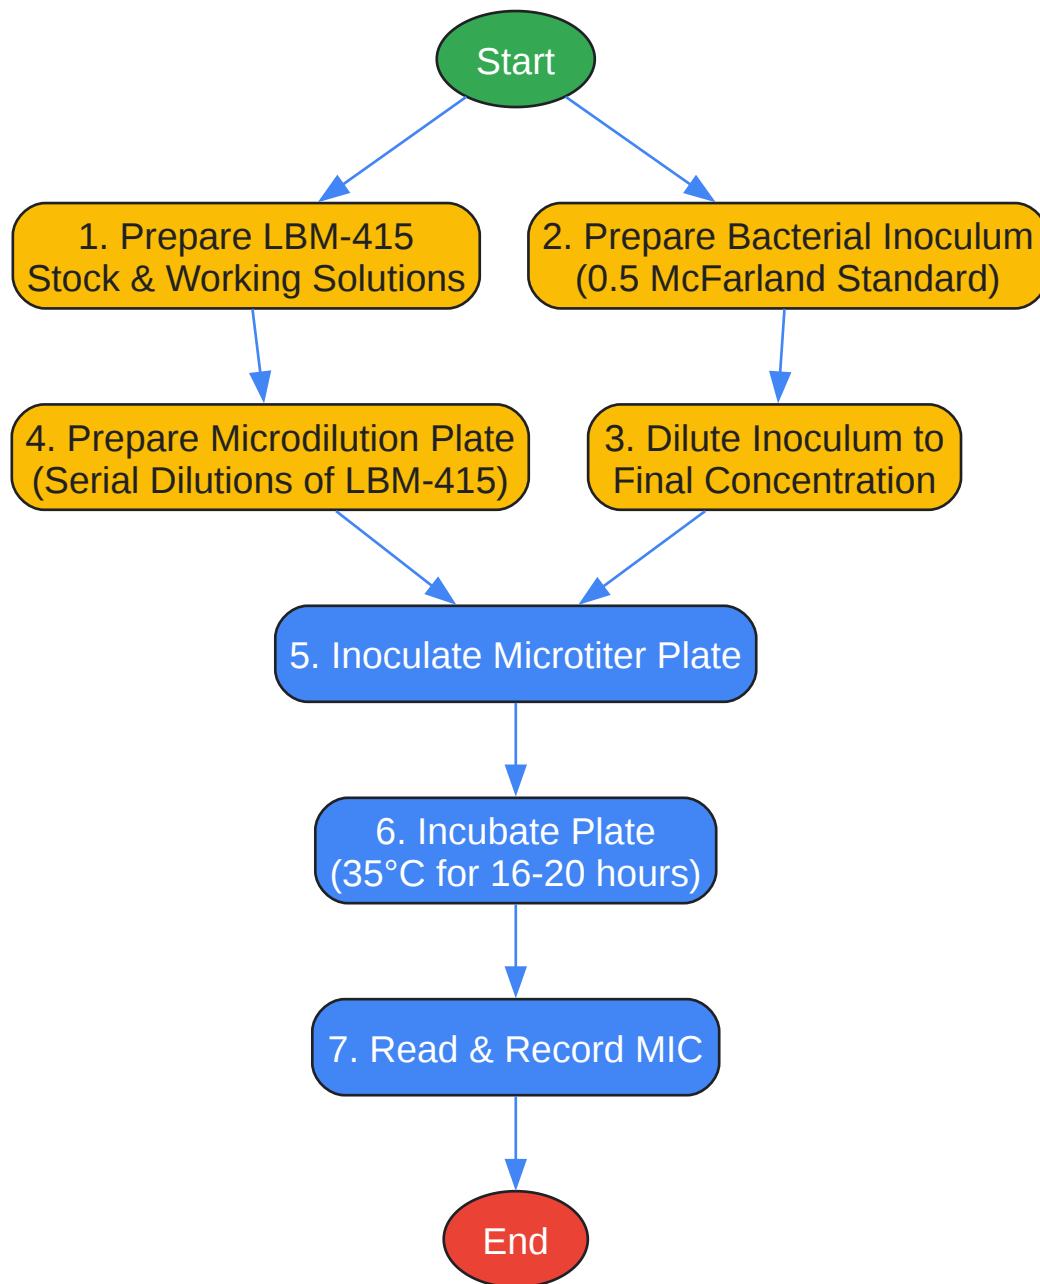 Start
1. Prepare LBM-415
Stock & Working Solutions
2. Prepare Bacterial Inoculum
(0.5 McFarland Standard)
4. Prepare Microdilution Plate
(Serial Dilutions of LBM-415)
3. Dilute Inoculum to
Final Concentration
5. Inoculate Microtiter Plate
6. Incubate Plate
(35°C for 16-20 hours)
7. Read & Record MIC
End